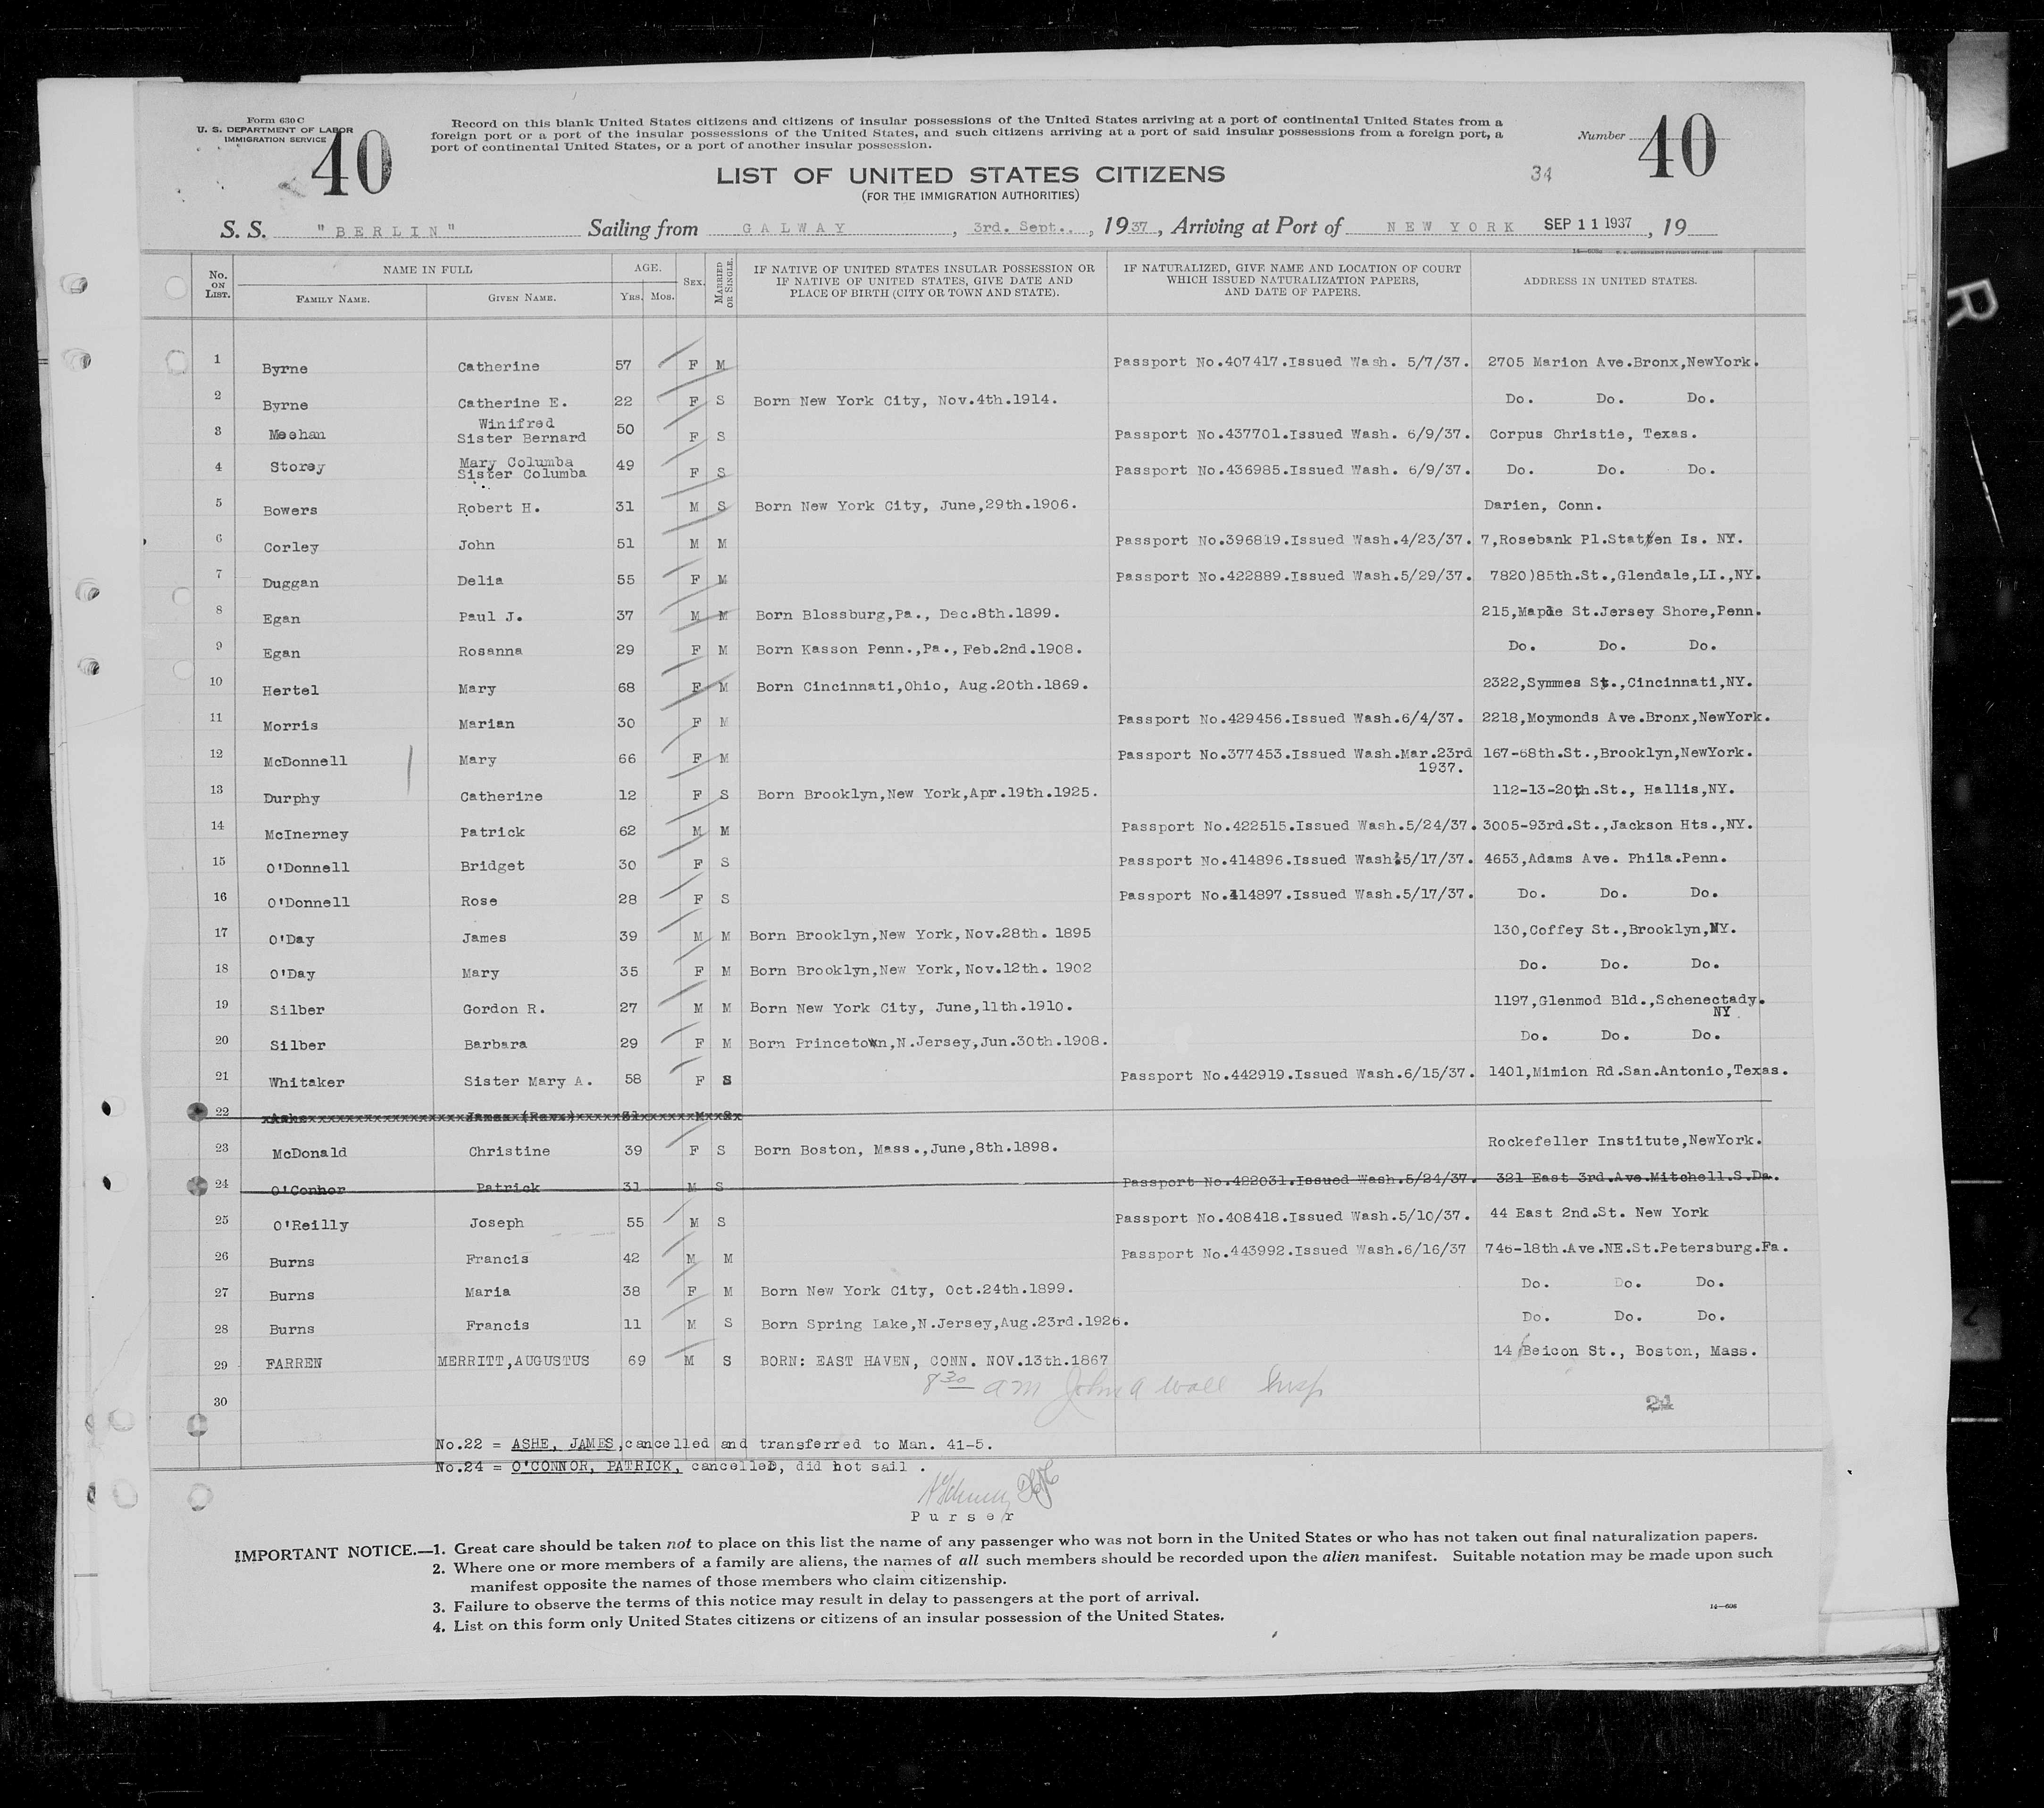 Form 630 C
U. S. DEPARTMENT OF LABOR
IMMIGRATION SERVICE
40
Record on this blank United States citizens and citizens of insular possessions of the United States arriving at a port of continental United States from a
foreign port or a port of the insular possessions of the United States, and such citizens arriving at a port of said insular possessions from a foreign port, a
port of continental United States, or a port of another insular possession.
Number 40
LIST OF UNITED STATES CITIZENS
(FOR THE IMMIGRATION AUTHORITIES)
34
S. S. "BERLIN" Sailing from GALWAY, 3rd. Sept., 1937, Arriving at Port of NEW YORK SEP 11 1937, 19
No. ON LIST. NAME IN FULL FAMILY NAME. GIVEN NAME. AGE. YRS. MOS. SEX. MARRIED OR SINGLE. IF NATIVE OF UNITED STATES INSULAR POSSESSION OR IF NATIVE OF UNITED STATES, GIVE DATE AND PLACE OF BIRTH (CITY OR TOWN AND STATE). IF NATURALIZED, GIVE NAME AND LOCATION OF COURT WHICH ISSUED NATURALIZATION PAPERS, AND DATE OF PAPERS. ADDRESS IN UNITED STATES.
1 Byrne Catherine 57 F M Passport No.407417.Issued Wash. 5/7/37. 2705 Marion Ave.Bronx,NewYork.
2 Byrne Catherine E. 22 F S Born New York City, Nov.4th.1914. Do. Do. Do.
3 Meehan Winifred Sister Bernard 50 F S Passport No.437701.Issued Wash. 6/9/37. Corpus Christie, Texas.
4 Storey Mary Columba Sister Columba 49 F S Passport No.436985.Issued Wash. 6/9/37. Do. Do. Do.
5 Bowers Robert H. 31 M S Born New York City, June,29th.1906. Darien, Conn.
6 Corley John 51 M M Passport No.396819.Issued Wash.4/23/37. 7,Rosebank Pl.Statten Is. NY.
7 Duggan Delia 55 F M Passport No.422889.Issued Wash.5/29/37. 7820)85th.St.,Glendale,LI.,NY.
8 Egan Paul J. 37 M M Born Blossburg,Pa., Dec.8th.1899. 215,Maple St.Jersey Shore,Penn.
9 Egan Rosanna 29 F M Born Kasson Penn.,Pa., Feb.2nd.1908. Do. Do. Do.
10 Hertel Mary 68 F M Born Cincinnati,Ohio, Aug.20th.1869. 2322,Symmes St.,Cincinnati,NY.
11 Morris Marian 30 F M Passport No.429456.Issued Wash.6/4/37. 2218,Moymonds Ave.Bronx,NewYork.
12 McDonnell Mary 66 F M Passport No.377453.Issued Wash.Mar.23rd 1937. 167-68th.St.,Brooklyn,NewYork.
13 Durphy Catherine 12 F S Born Brooklyn,New York,Apr.19th.1925. 112-13-20th.St., Hallis,NY.
14 McInerney Patrick 62 M M Passport No.422515.Issued Wash.5/24/37. 3005-93rd.St.,Jackson Hts.,NY.
15 O'Donnell Bridget 30 F S Passport No.414896.Issued Wash.5/17/37. 4653,Adams Ave. Phila.Penn.
16 O'Donnell Rose 28 F S Passport No.414897.Issued Wash.5/17/37. Do. Do. Do.
17 O'Day James 39 M M Born Brooklyn,New York,Nov.28th. 1895 130,Coffey St.,Brooklyn,NY.
18 O'Day Mary 35 F M Born Brooklyn,New York,Nov.12th. 1902 Do. Do. Do.
19 Silber Gordon R. 27 M M Born New York City, June,11th.1910. 1197,Glenmod Bld.,Schenectady. NY
20 Silber Barbara 29 F M Born Princetown,N.Jersey,Jun.30th.1908. Do. Do. Do.
21 Whitaker Sister Mary A. 58 F S Passport No.442919.Issued Wash.6/15/37. 1401,Mimion Rd.San.Antonio,Texas.
22 Ashe James (Rev.) M S
23 McDonald Christine 39 F S Born Boston, Mass.,June,8th.1898. Rockefeller Institute,NewYork.
24 O'Connor Patrick 31 M S Passport No.422031.Issued Wash.5/24/37. 321 East 3rd.Ave.Mitchell.S.Da.
25 O'Reilly Joseph 55 M S Passport No.408418.Issued Wash.5/10/37. 44 East 2nd.St. New York
26 Burns Francis 42 M M Passport No.443992.Issued Wash.6/16/37 746-18th.Ave.NE.St.Petersburg.Fa.
27 Burns Maria 38 F M Born New York City, Oct.24th.1899. Do. Do. Do.
28 Burns Francis 11 M S Born Spring Lake,N.Jersey,Aug.23rd.1926. Do. Do. Do.
29 FARREN MERRITT,AUGUSTUS 69 M S BORN: EAST HAVEN, CONN. NOV.13th.1867 14 Beicon St., Boston, Mass.
8 30 am John A Wall Insp
30
No.22 = ASHE, JAMES,cancelled and transferred to Man. 41-5.
No.24 = O'CONNOR, PATRICK, cancelled, did not sail .
Purser
IMPORTANT NOTICE.—1. Great care should be taken not to place on this list the name of any passenger who was not born in the United States or who has not taken out final naturalization papers.
2. Where one or more members of a family are aliens, the names of all such members should be recorded upon the alien manifest. Suitable notation may be made upon such
manifest opposite the names of those members who claim citizenship.
3. Failure to observe the terms of this notice may result in delay to passengers at the port of arrival.
4. List on this form only United States citizens or citizens of an insular possession of the United States.
14—608